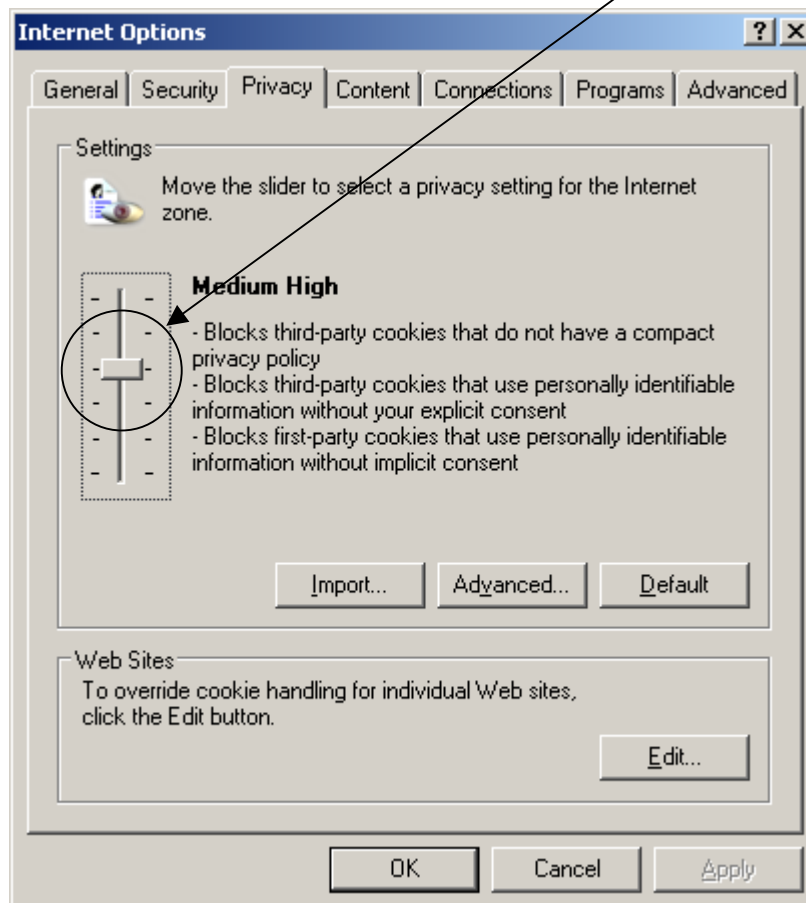 Internet Options
General Security Privacy Content Connections Programs Advanced
Settings
Move the slider to select a privacy setting for the Internet
zone.
Medium High
- Blocks third-party cookies that do not have a compact
privacy policy
- Blocks third-party cookies that use personally identifiable
information without your explicit consent
- Blocks first-party cookies that use personally identifiable
information without implicit consent
Import... Advanced... Default
Web Sites
To override cookie handling for individual Web sites,
click the Edit button.
Edit...
OK Cancel Apply